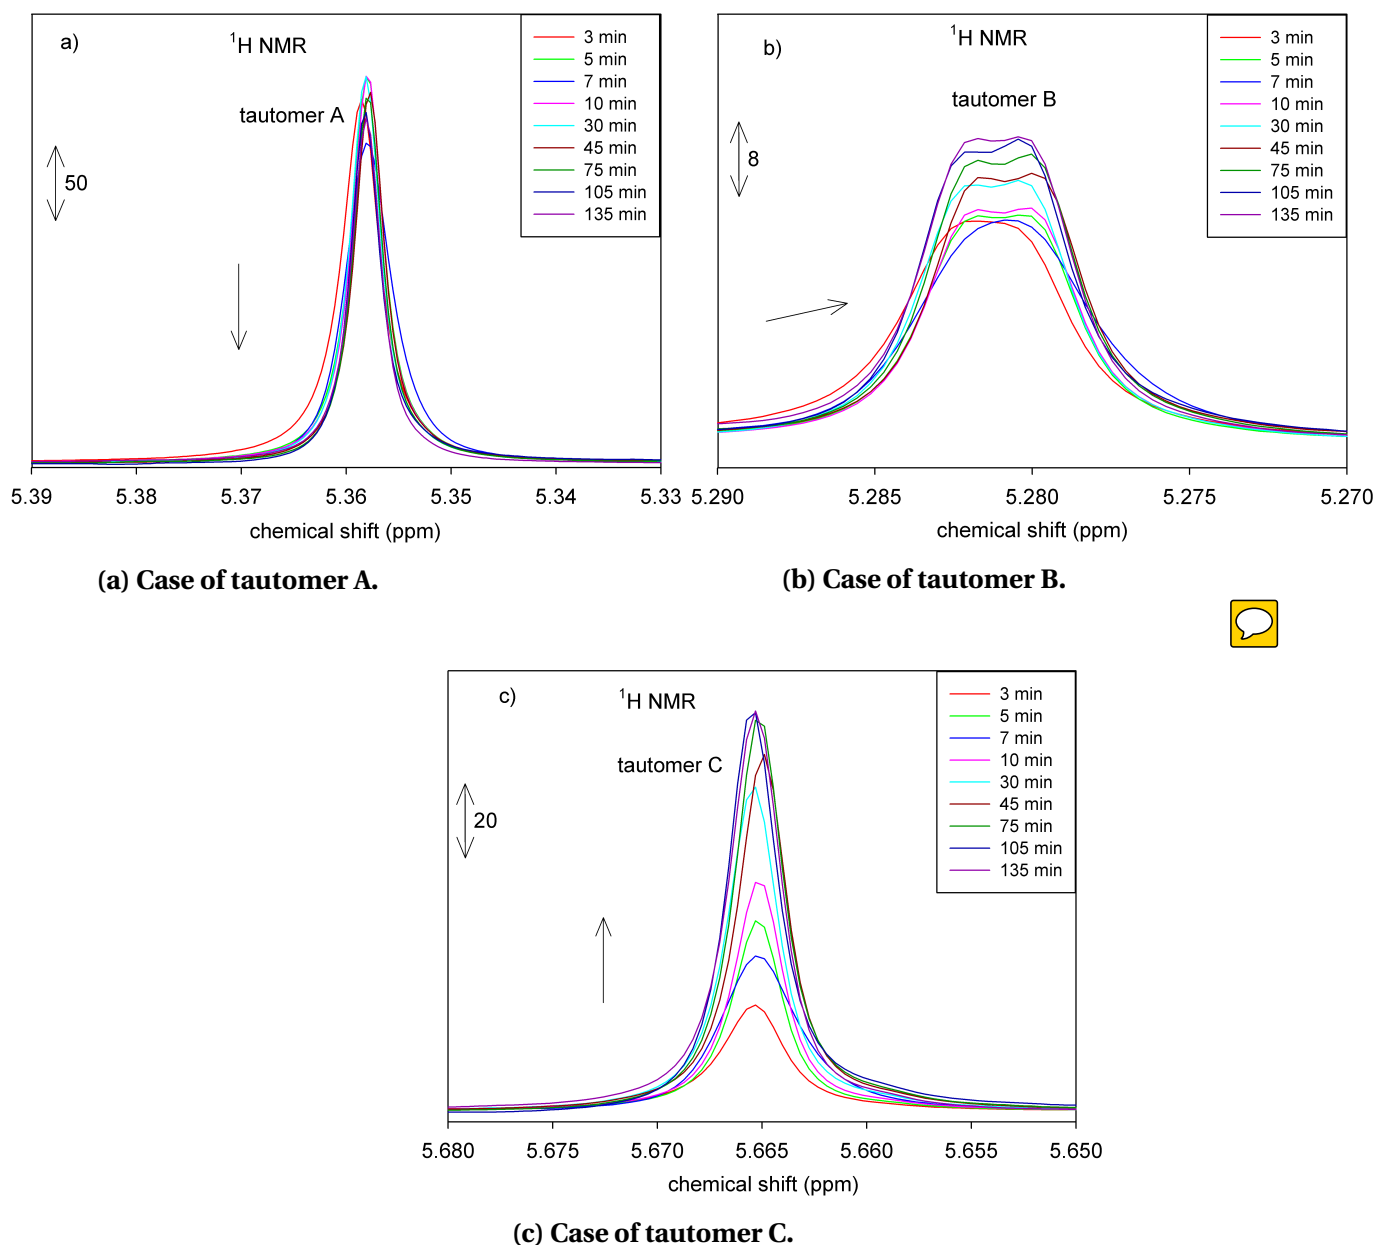 a)
¹H NMR
tautomer A
50
3 min
5 min
7 min
10 min
30 min
45 min
75 min
105 min
135 min
5.39 5.38 5.37 5.36 5.35 5.34 5.33
chemical shift (ppm)
(a) Case of tautomer A.
b)
¹H NMR
tautomer B
8
3 min
5 min
7 min
10 min
30 min
45 min
75 min
105 min
135 min
5.290 5.285 5.280 5.275 5.270
chemical shift (ppm)
(b) Case of tautomer B.
c)
¹H NMR
tautomer C
20
3 min
5 min
7 min
10 min
30 min
45 min
75 min
105 min
135 min
5.680 5.675 5.670 5.665 5.660 5.655 5.650
chemical shift (ppm)
(c) Case of tautomer C.